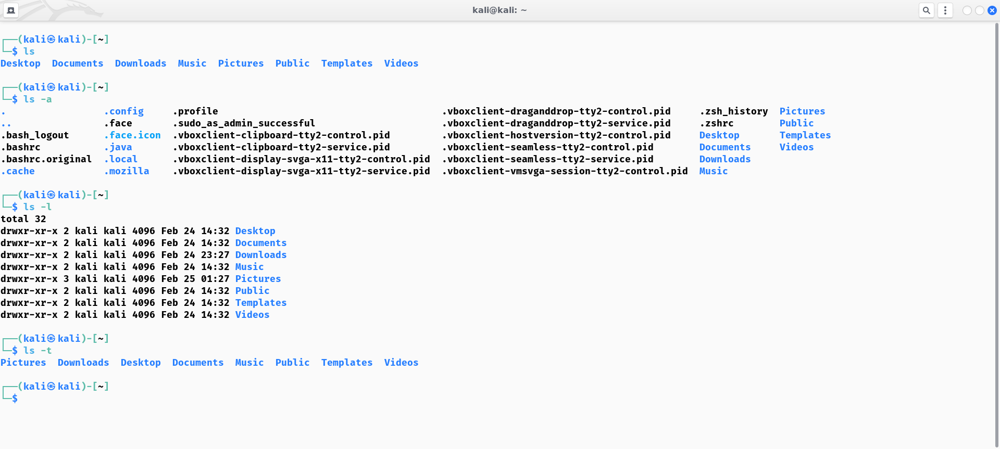 kali@kali: ~
┌──(kali㉿kali)-[~]
└─$ ls
Desktop  Documents  Downloads  Music  Pictures  Public  Templates  Videos
┌──(kali㉿kali)-[~]
└─$ ls -a
.                 .config     .profile                                      .vboxclient-draganddrop-tty2-control.pid      .zsh_history  Pictures
..                .face       .sudo_as_admin_successful                     .vboxclient-draganddrop-tty2-service.pid      .zshrc        Public
.bash_logout      .face.icon  .vboxclient-clipboard-tty2-control.pid         .vboxclient-hostversion-tty2-control.pid      Desktop       Templates
.bashrc           .java       .vboxclient-clipboard-tty2-service.pid         .vboxclient-seamless-tty2-control.pid         Documents     Videos
.bashrc.original  .local      .vboxclient-display-svga-x11-tty2-control.pid  .vboxclient-seamless-tty2-service.pid         Downloads
.cache            .mozilla    .vboxclient-display-svga-x11-tty2-service.pid  .vboxclient-vmsvga-session-tty2-control.pid  Music
┌──(kali㉿kali)-[~]
└─$ ls -l
total 32
drwxr-xr-x 2 kali kali 4096 Feb 24 14:32 Desktop
drwxr-xr-x 2 kali kali 4096 Feb 24 14:32 Documents
drwxr-xr-x 2 kali kali 4096 Feb 24 23:27 Downloads
drwxr-xr-x 2 kali kali 4096 Feb 24 14:32 Music
drwxr-xr-x 3 kali kali 4096 Feb 25 01:27 Pictures
drwxr-xr-x 2 kali kali 4096 Feb 24 14:32 Public
drwxr-xr-x 2 kali kali 4096 Feb 24 14:32 Templates
drwxr-xr-x 2 kali kali 4096 Feb 24 14:32 Videos
┌──(kali㉿kali)-[~]
└─$ ls -t
Pictures  Downloads  Desktop  Documents  Music  Public  Templates  Videos
┌──(kali㉿kali)-[~]
└─$